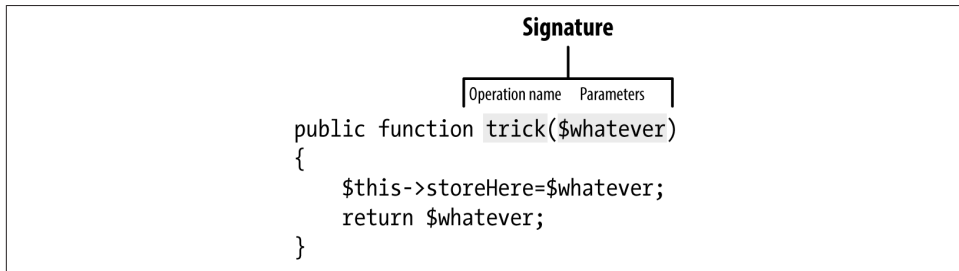 Signature
Operation name Parameters
public function trick($whatever)
{
$this->storeHere=$whatever;
return $whatever;
}